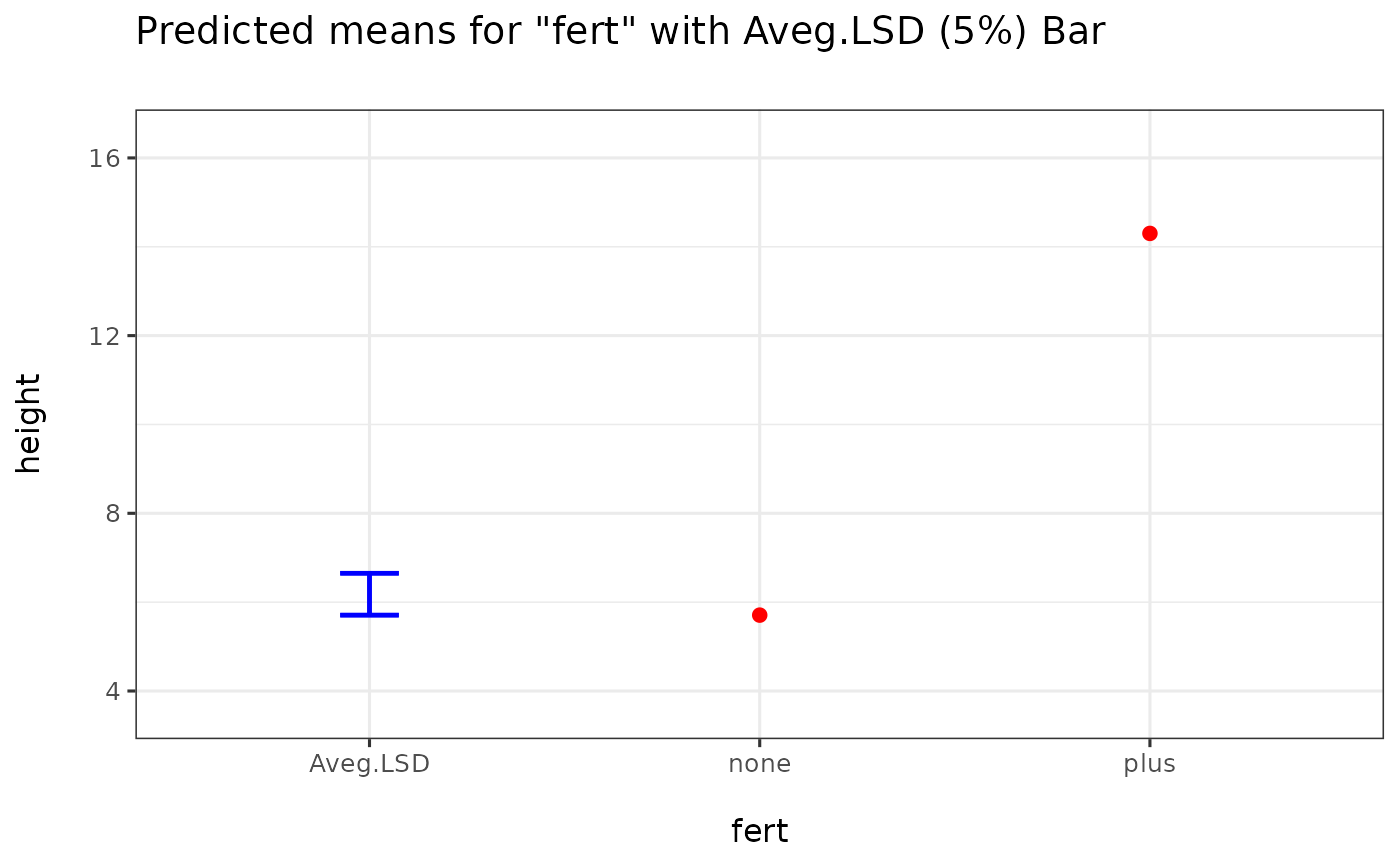 Predicted means for "fert" with Aveg.LSD (5%) Bar
16
12
8
4
height
Aveg.LSD none plus
fert